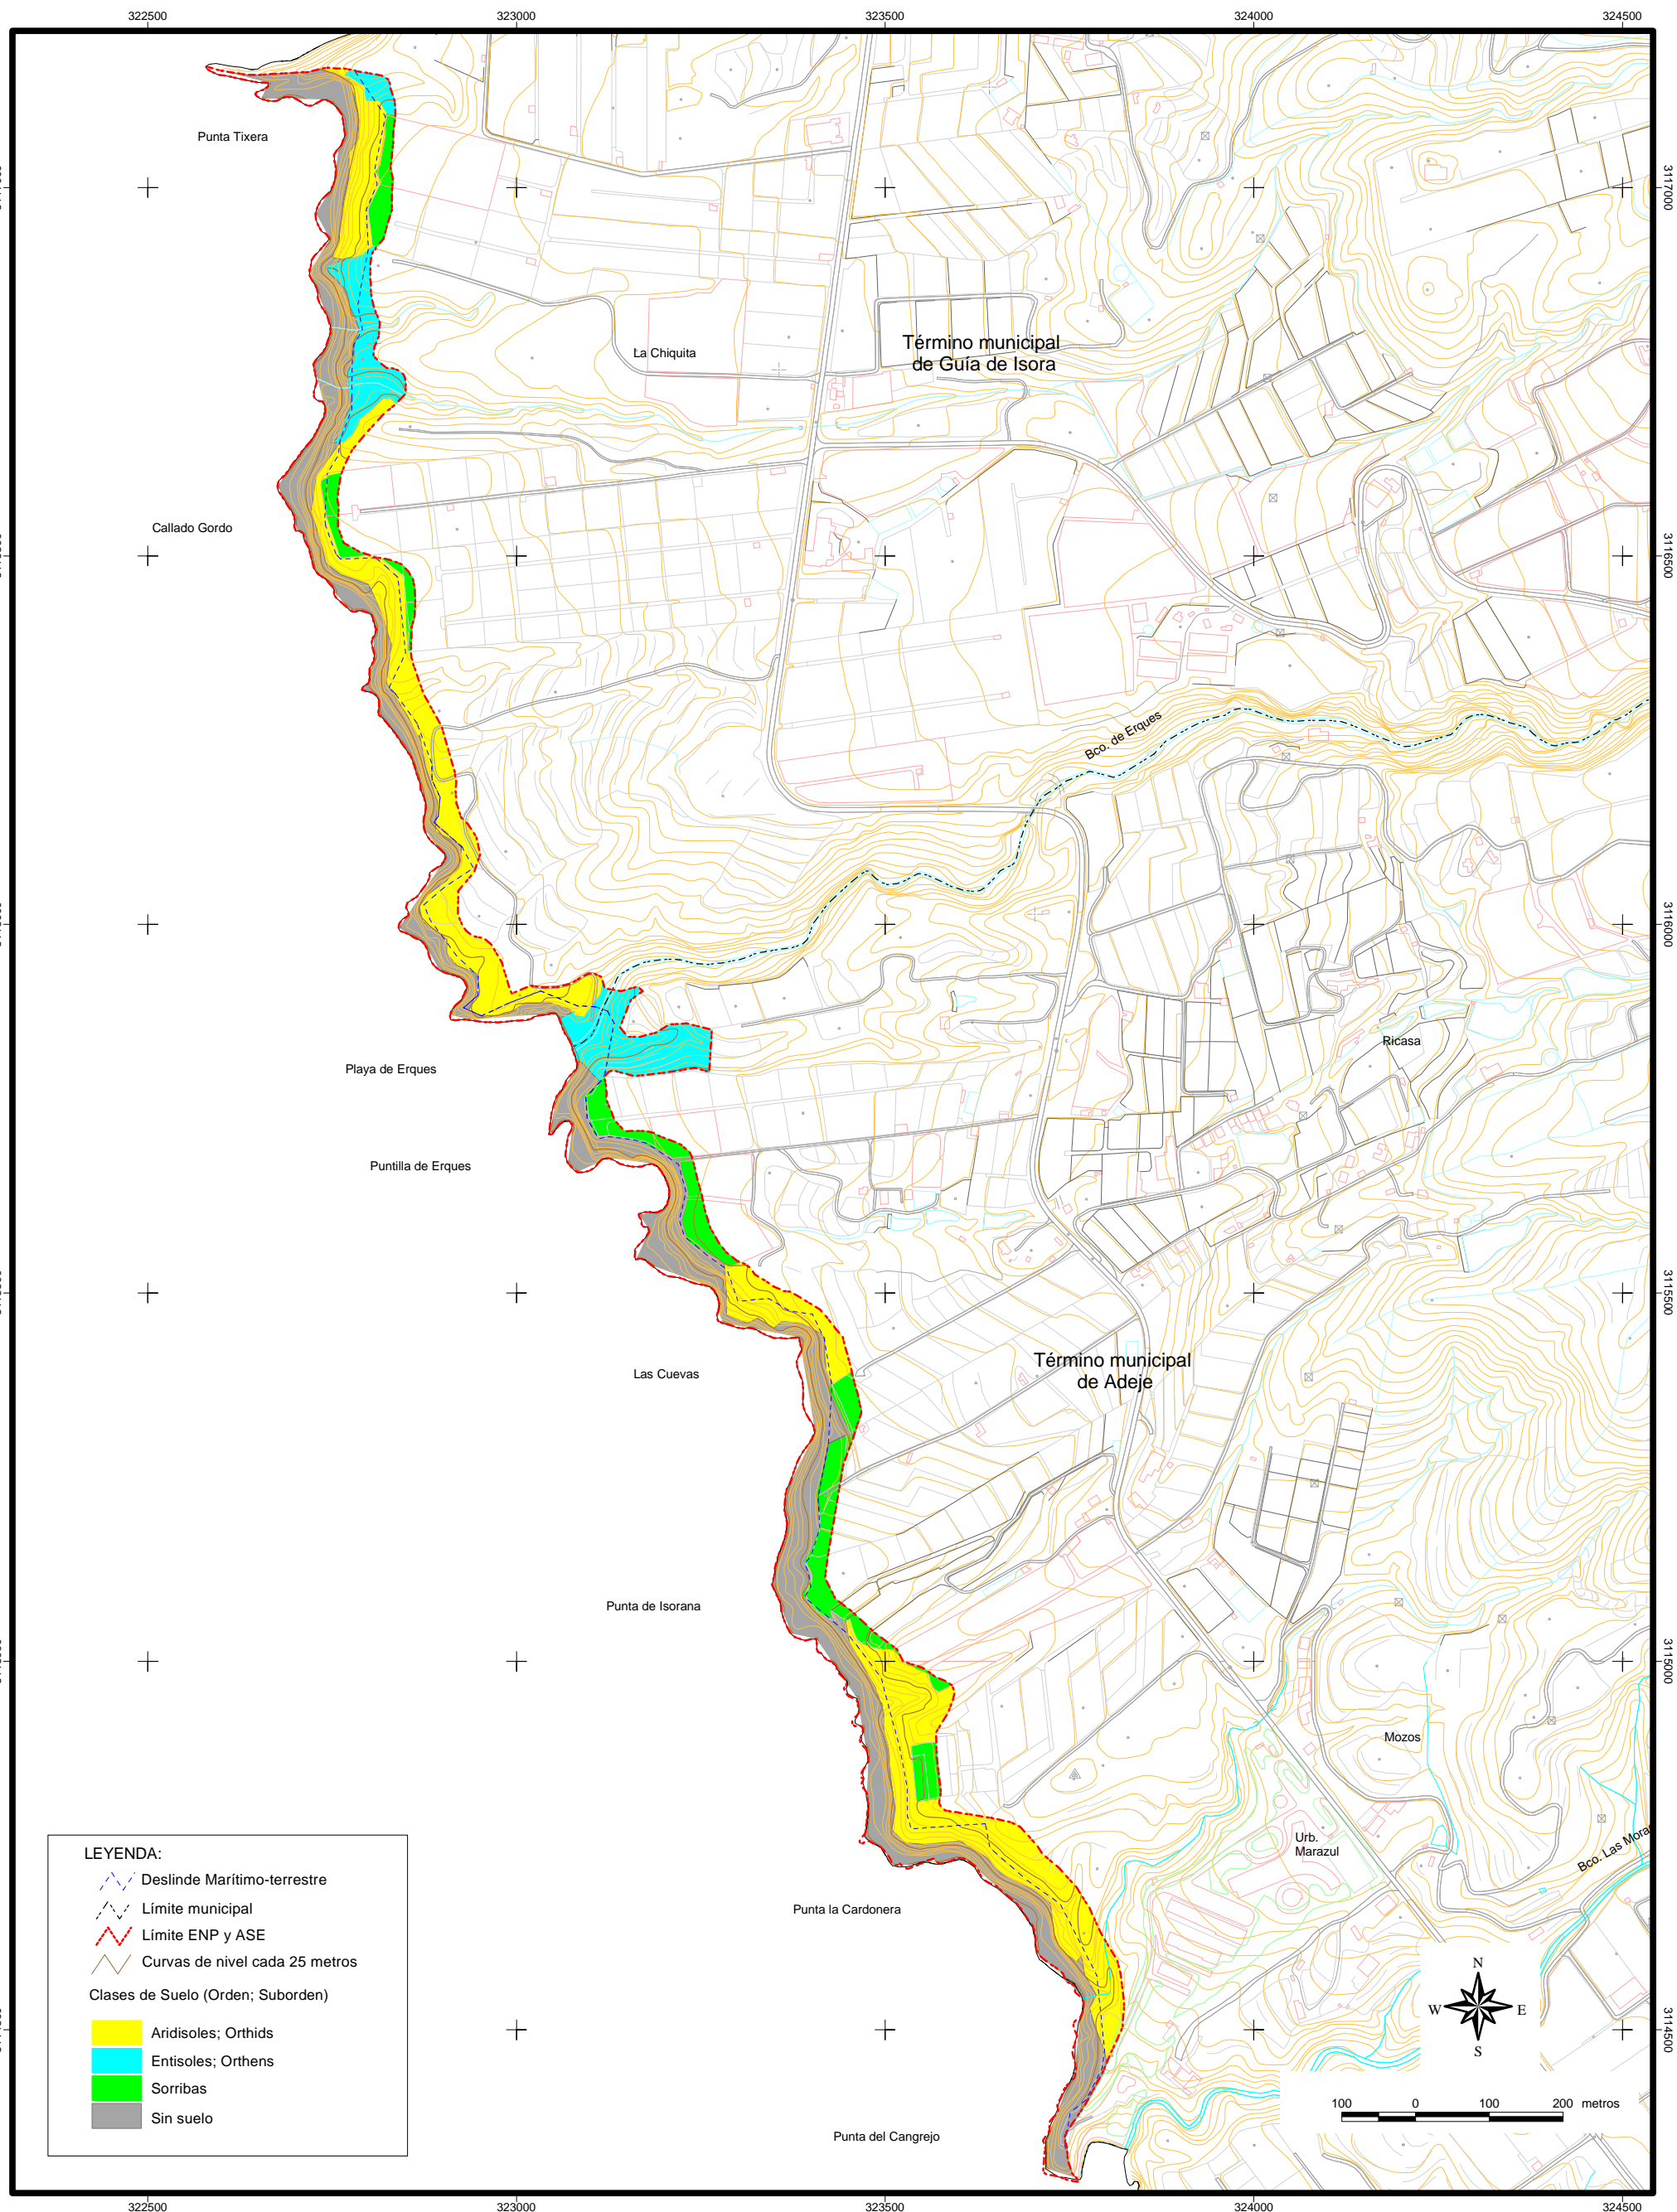 322500
323000
323500
324000
324500
Punta Tixera
3117000
Término municipal
de Guía de Isora
La Chiquita
Callado Gordo
3116500
Bco. de Erques
3116000
Ricasa
Playa de Erques
Puntilla de Erques
3115500
Término municipal
de Adeje
Las Cuevas
Punta de Isorana
3115000
Mozos
Urb.
Marazul
Bco. Las
Punta la Cardonera
LEYENDA:
Deslinde Marítimo-terrestre
Límite municipal
Límite ENP y ASE
Curvas de nivel cada 25 metros
Clases de Suelo (Orden; Suborden)
Aridisoles; Orthids
Entisoles; Orthens
Sorribas
Sin suelo
N
W
E
S
3114500
100
0
100
200 metros
Punta del Cangrejo
322500
323000
323500
324000
324500